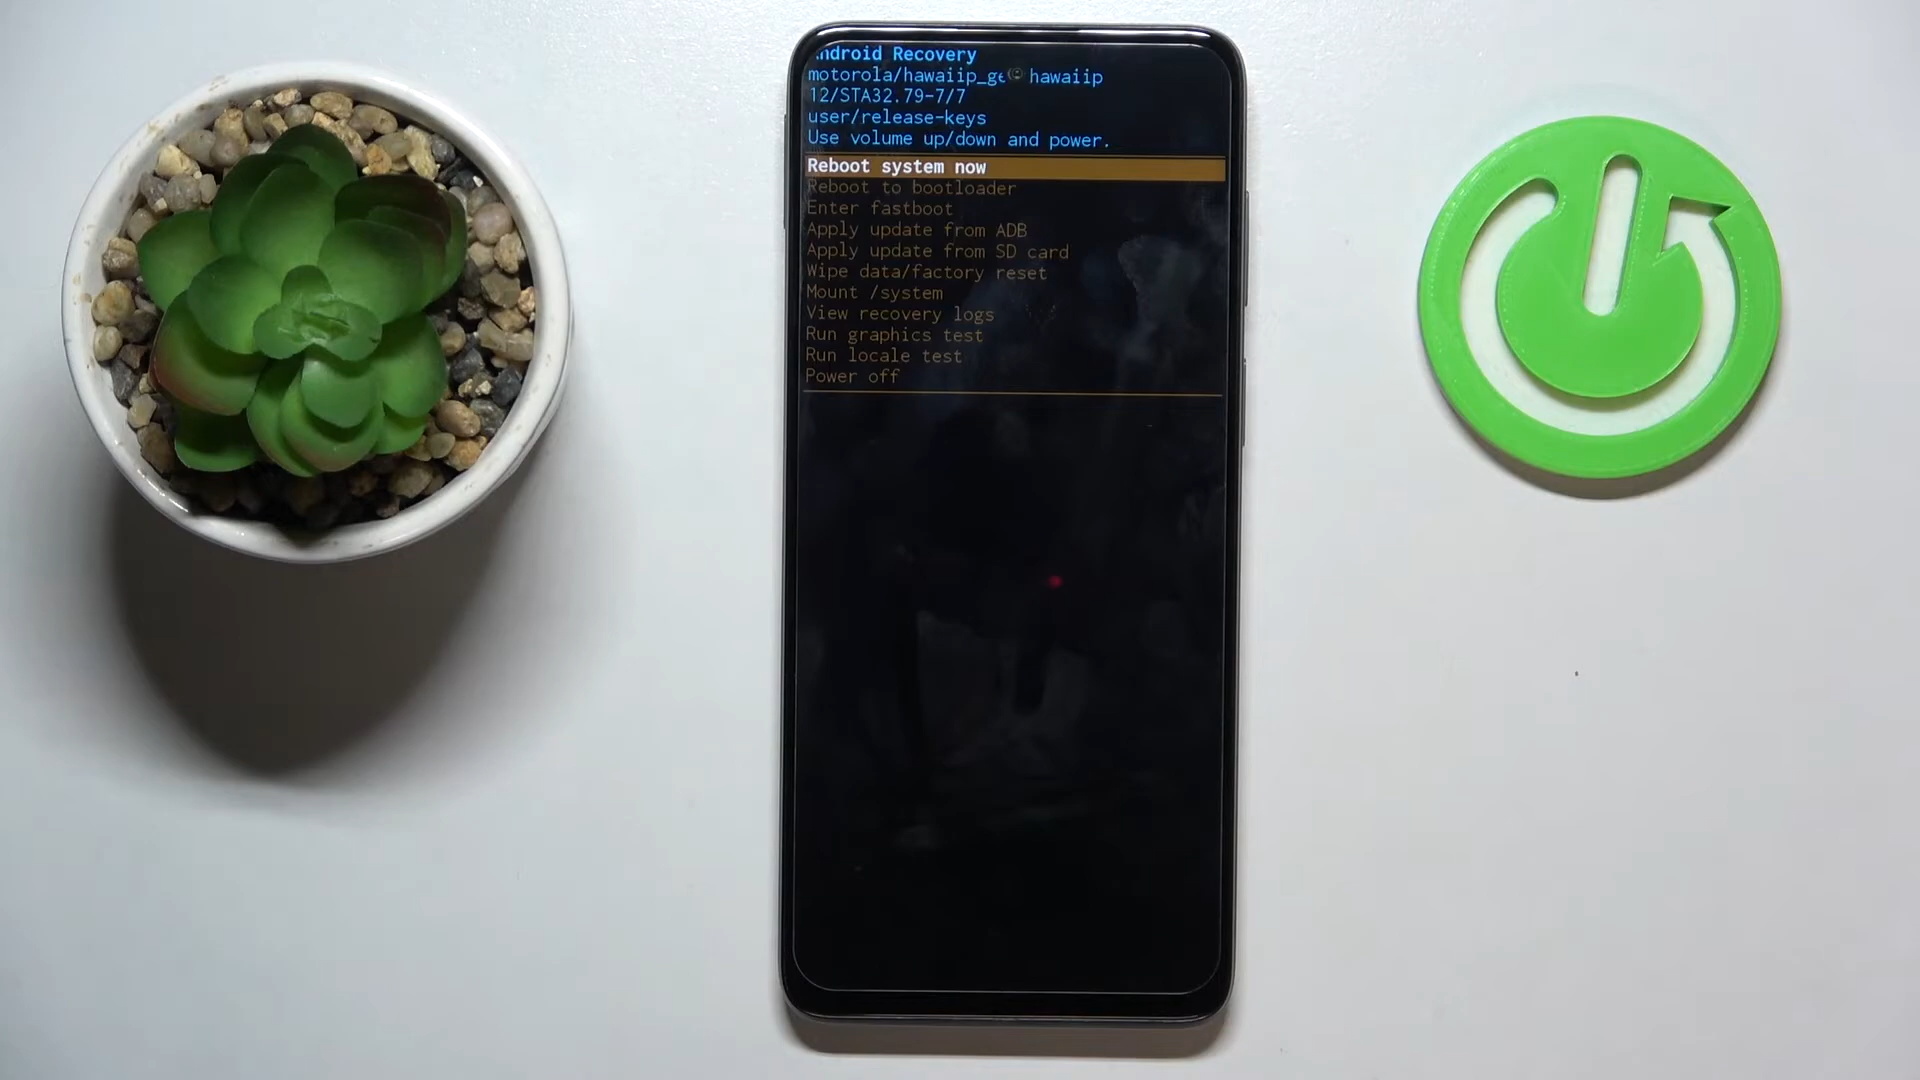 Android Recovery
motorola/hawaiip_ge hawaiip
12/STA32.79-7/7
user/release-keys
Use volume up/down and power.
Reboot system now
Reboot to bootloader
Enter fastboot
Apply update from ADB
Apply update from SD card
Wipe data/factory reset
Mount /system
View recovery logs
Run graphics test
Run locale test
Power off